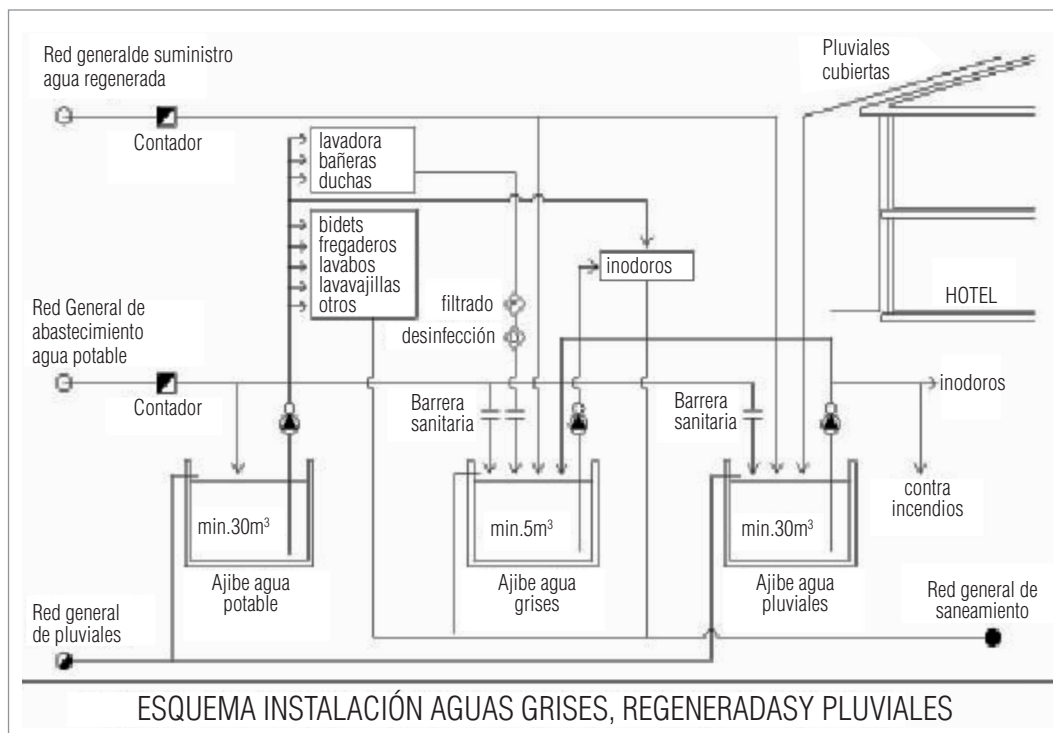 Red generalde suministro
agua regenerada
Contador
Pluviales
cubiertas
lavadora
bañeras
duchas
bidets
fregaderos
lavabos
lavavajillas
otros
inodoros
filtrado
desinfección
HOTEL
Red General de
abastecimiento
agua potable
Contador
Barrera
sanitaria
Barrera
sanitaria
inodoros
contra
incendios
min.30m³
min.5m³
min.30m³
Ajibe agua
potable
Ajibe agua
grises
Ajibe agua
pluviales
Red general
de pluviales
Red general de
saneamiento
ESQUEMA INSTALACIÓN AGUAS GRISES, REGENERADASY PLUVIALES